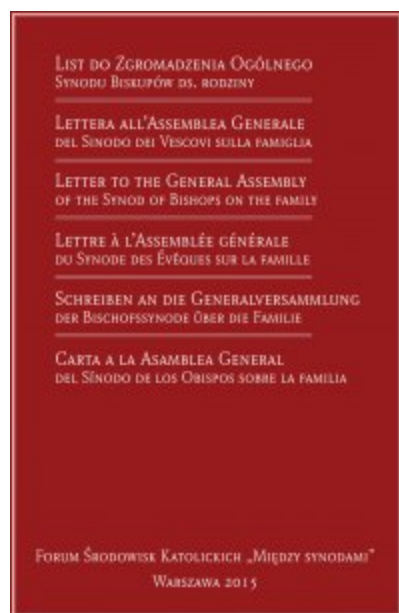 List do Zgromadzenia Ogólnego
Synodu Biskupów ds. rodziny
Lettera all'Assemblea Generale
del Sinodo dei Vescovi sulla famiglia
Letter to the General Assembly
of the Synod of Bishops on the family
Lettre à l'Assemblée générale
du Synode des Évêques sur la famille
Schreiben an die Generalversammlung
der Bischofssynode über die Familie
Carta a la Asamblea General
del Sínodo de los Obispos sobre la familia
Forum Środowisk Katolickich „Między synodami"
Warszawa 2015